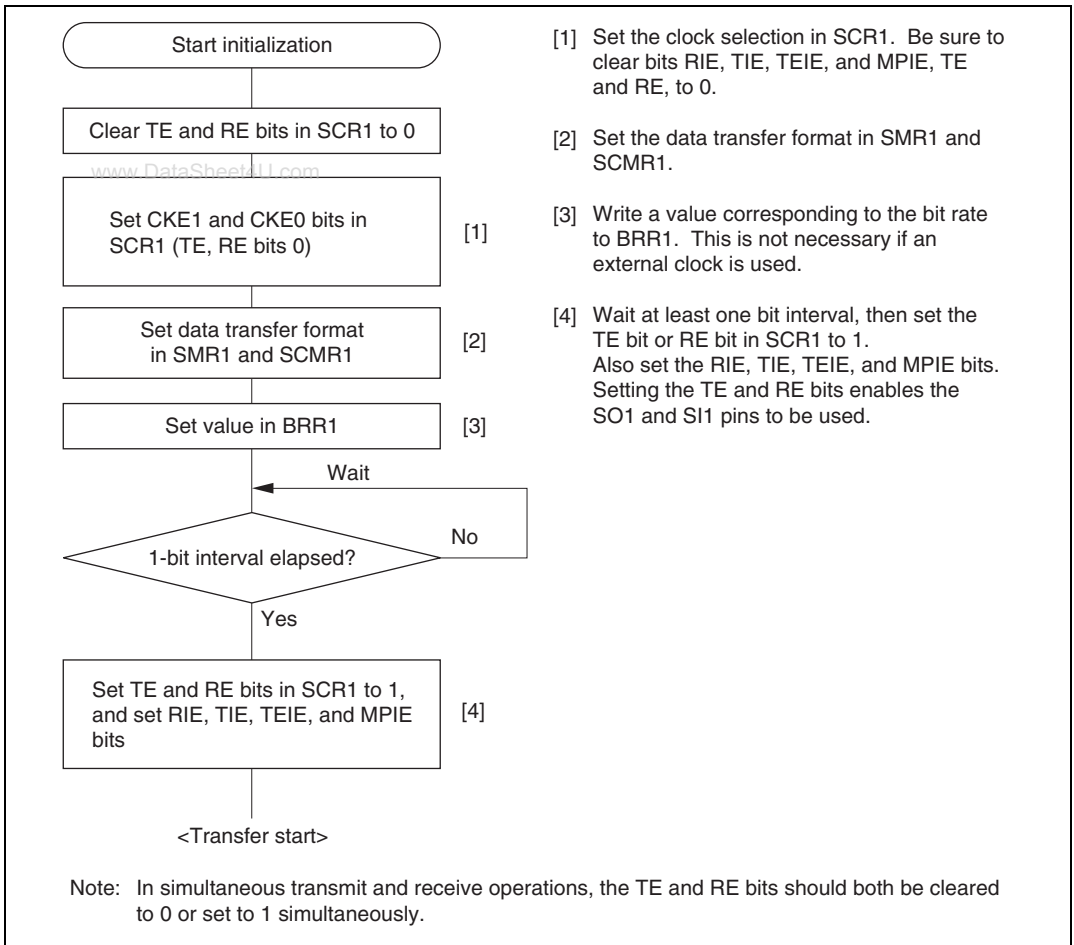 Start initialization
Clear TE and RE bits in SCR1 to 0
www.DataSheet4U.com
Set CKE1 and CKE0 bits in
SCR1 (TE, RE bits 0)
[1]
Set data transfer format
in SMR1 and SCMR1
[2]
Set value in BRR1
[3]
Wait
No
1-bit interval elapsed?
Yes
Set TE and RE bits in SCR1 to 1,
and set RIE, TIE, TEIE, and MPIE
bits
[4]
<Transfer start>
[1] Set the clock selection in SCR1. Be sure to
clear bits RIE, TIE, TEIE, and MPIE, TE
and RE, to 0.
[2] Set the data transfer format in SMR1 and
SCMR1.
[3] Write a value corresponding to the bit rate
to BRR1. This is not necessary if an
external clock is used.
[4] Wait at least one bit interval, then set the
TE bit or RE bit in SCR1 to 1.
Also set the RIE, TIE, TEIE, and MPIE bits.
Setting the TE and RE bits enables the
SO1 and SI1 pins to be used.
Note: In simultaneous transmit and receive operations, the TE and RE bits should both be cleared
to 0 or set to 1 simultaneously.